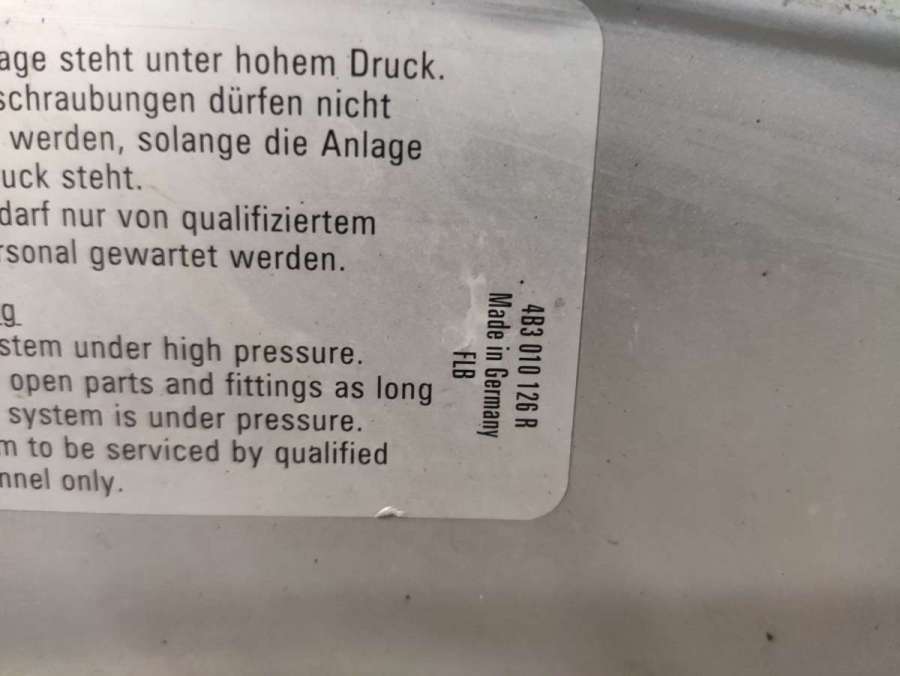 age steht unter hohem Druck.
schraubungen dürfen nicht
werden, solange die Anlage
uck steht.
darf nur von qualifiziertem
rsonal gewartet werden.
g
stem under high pressure.
open parts and fittings as long
system is under pressure.
m to be serviced by qualified
nnel only.
4B3 010 126 R
Made in Germany
FLB